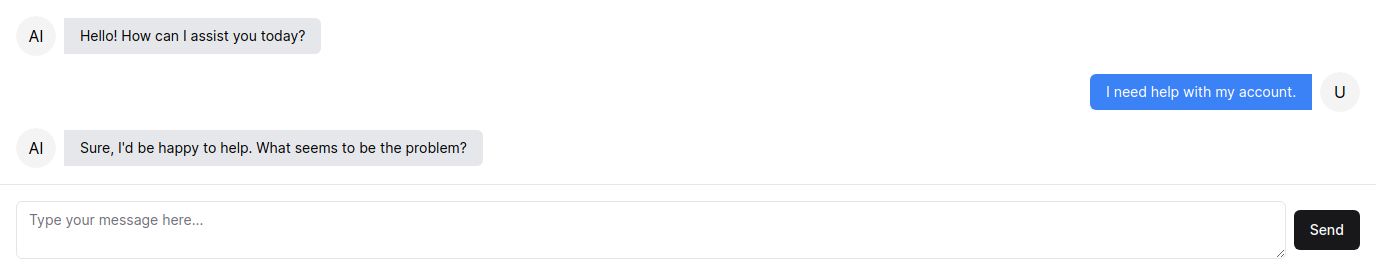 AI
Hello! How can I assist you today?
I need help with my account.
U
AI
Sure, I'd be happy to help. What seems to be the problem?
Type your message here...
Send